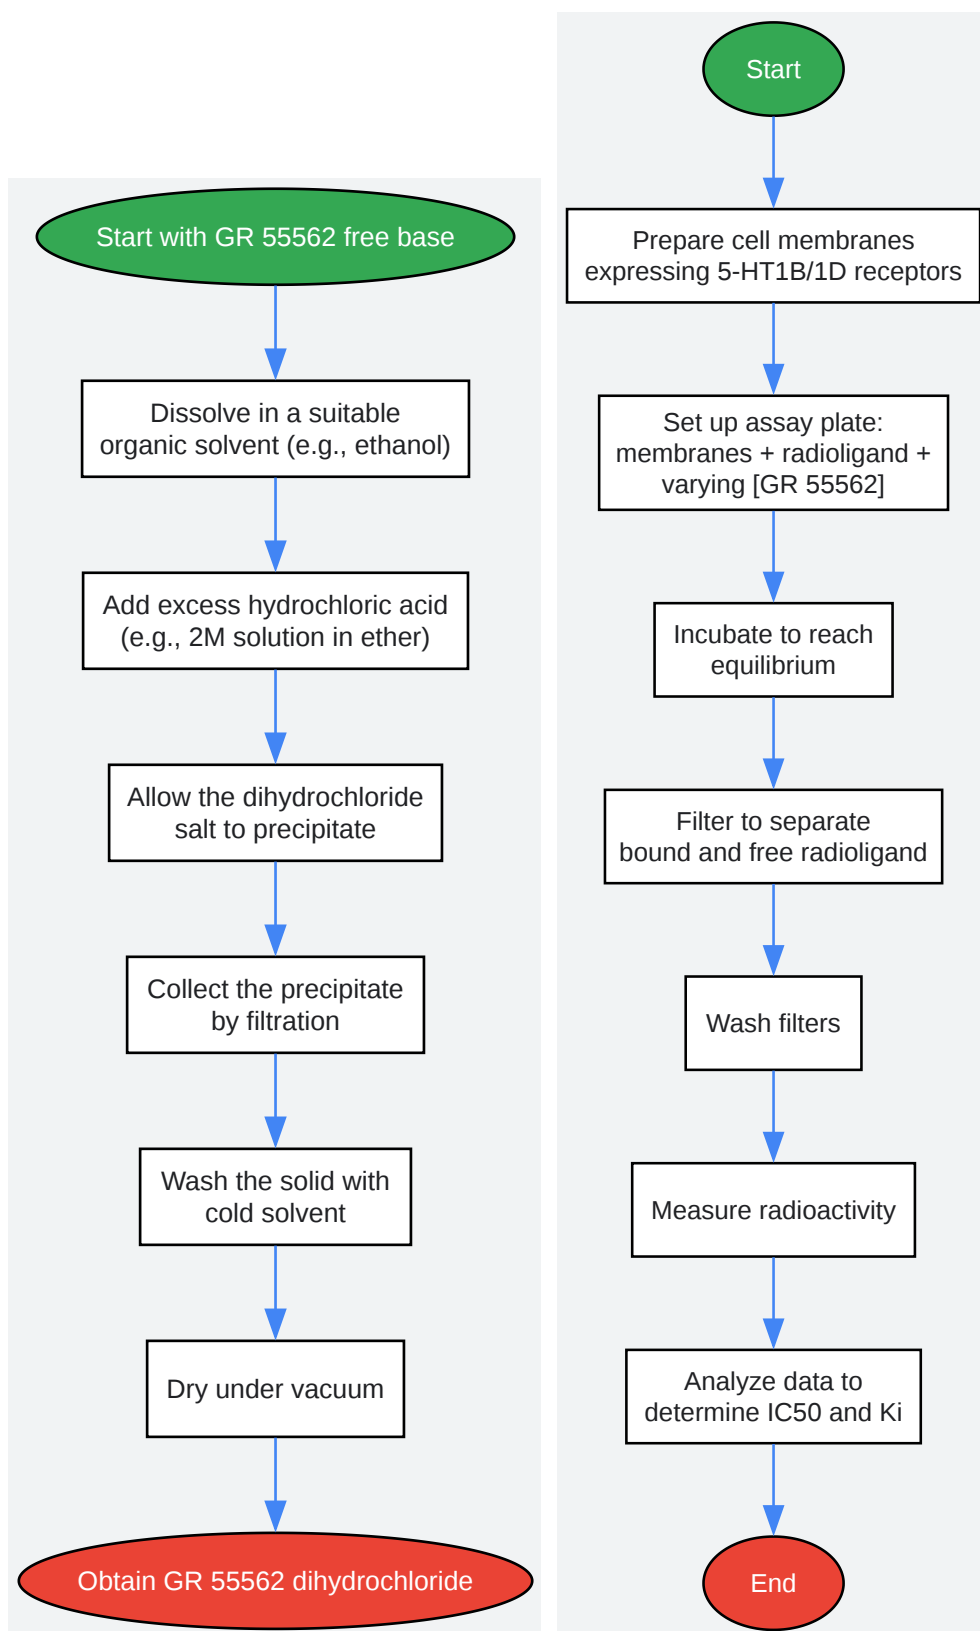 Start with GR 55562 free base
Dissolve in a suitable
organic solvent (e.g., ethanol)
Add excess hydrochloric acid
(e.g., 2M solution in ether)
Allow the dihydrochloride
salt to precipitate
Collect the precipitate
by filtration
Wash the solid with
cold solvent
Dry under vacuum
Obtain GR 55562 dihydrochloride
Start
Prepare cell membranes
expressing 5-HT1B/1D receptors
Set up assay plate:
membranes + radioligand +
varying [GR 55562]
Incubate to reach
equilibrium
Filter to separate
bound and free radioligand
Wash filters
Measure radioactivity
Analyze data to
determine IC50 and Ki
End